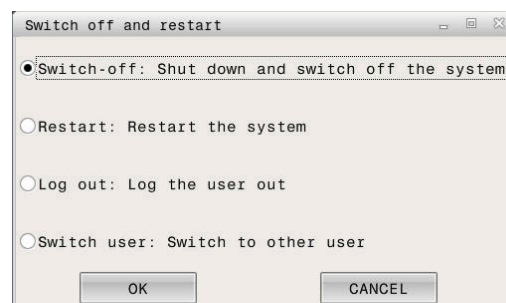 Switch off and restart
Switch-off: Shut down and switch off the system
Restart: Restart the system
Log out: Log the user out
Switch user: Switch to other user
OK CANCEL